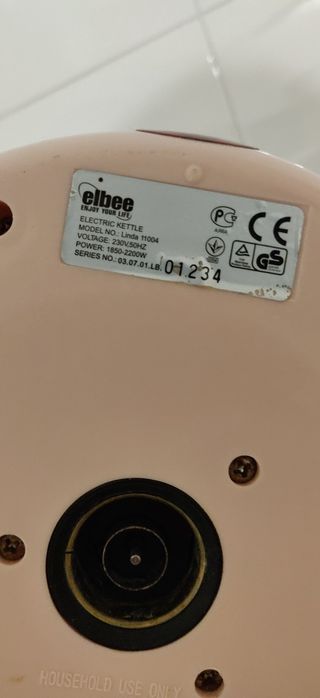 elbee
ENJOY YOUR LIFE
ELECTRIC KETTLE
MODEL NO.: Linda 11004
VOLTAGE: 230V,50HZ
POWER: 1850-2200W
SERIES NO.: 03.07.01.LB.01234
CE
GS
HOUSEHOLD USE ONLY